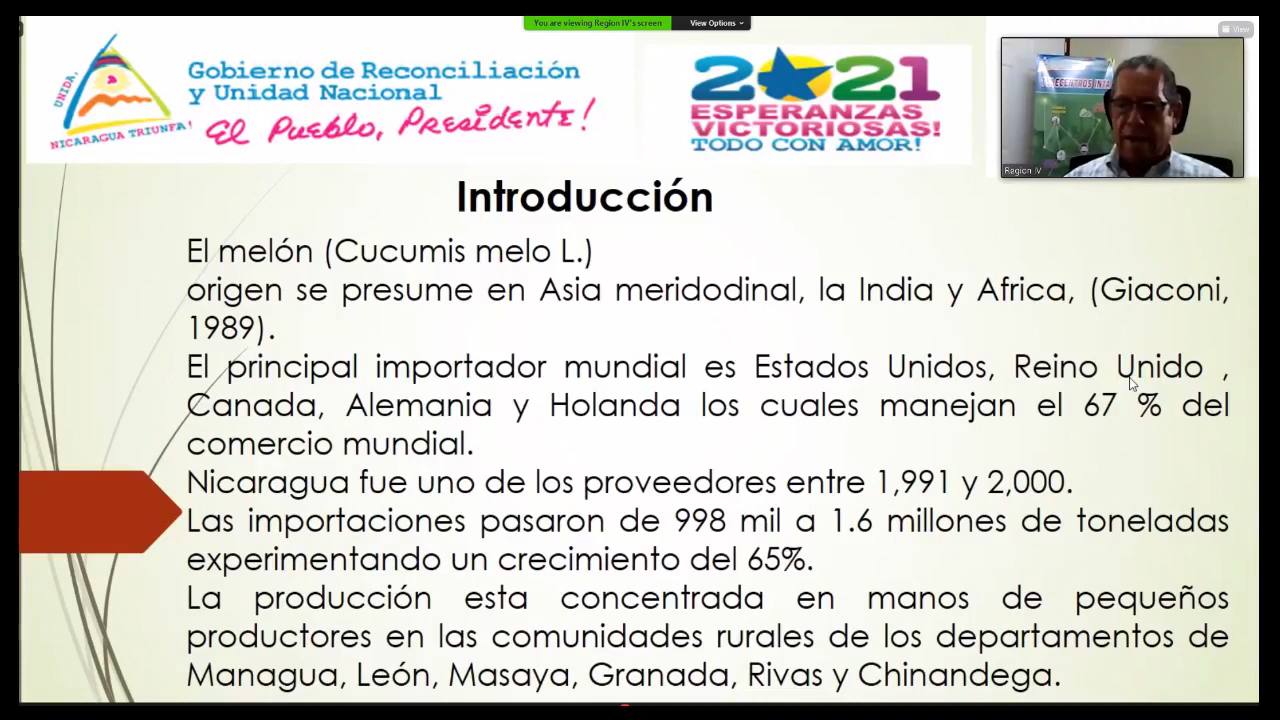 You are viewing Region IV's screen
View Options
View
UNIDA,
NICARAGUA TRIUNFA!
Gobierno de Reconciliación
y Unidad Nacional
El Pueblo, Presidente!
2021
ESPERANZAS
VICTORIOSAS!
TODO CON AMOR!
Region IV
Introducción
El melón (Cucumis melo L.)
origen se presume en Asia meridodinal, la India y Africa, (Giaconi,
1989).
El principal importador mundial es Estados Unidos, Reino Unido ,
Canada, Alemania y Holanda los cuales manejan el 67 % del
comercio mundial.
Nicaragua fue uno de los proveedores entre 1,991 y 2,000.
Las importaciones pasaron de 998 mil a 1.6 millones de toneladas
experimentando un crecimiento del 65%.
La producción esta concentrada en manos de pequeños
productores en las comunidades rurales de los departamentos de
Managua, León, Masaya, Granada, Rivas y Chinandega.